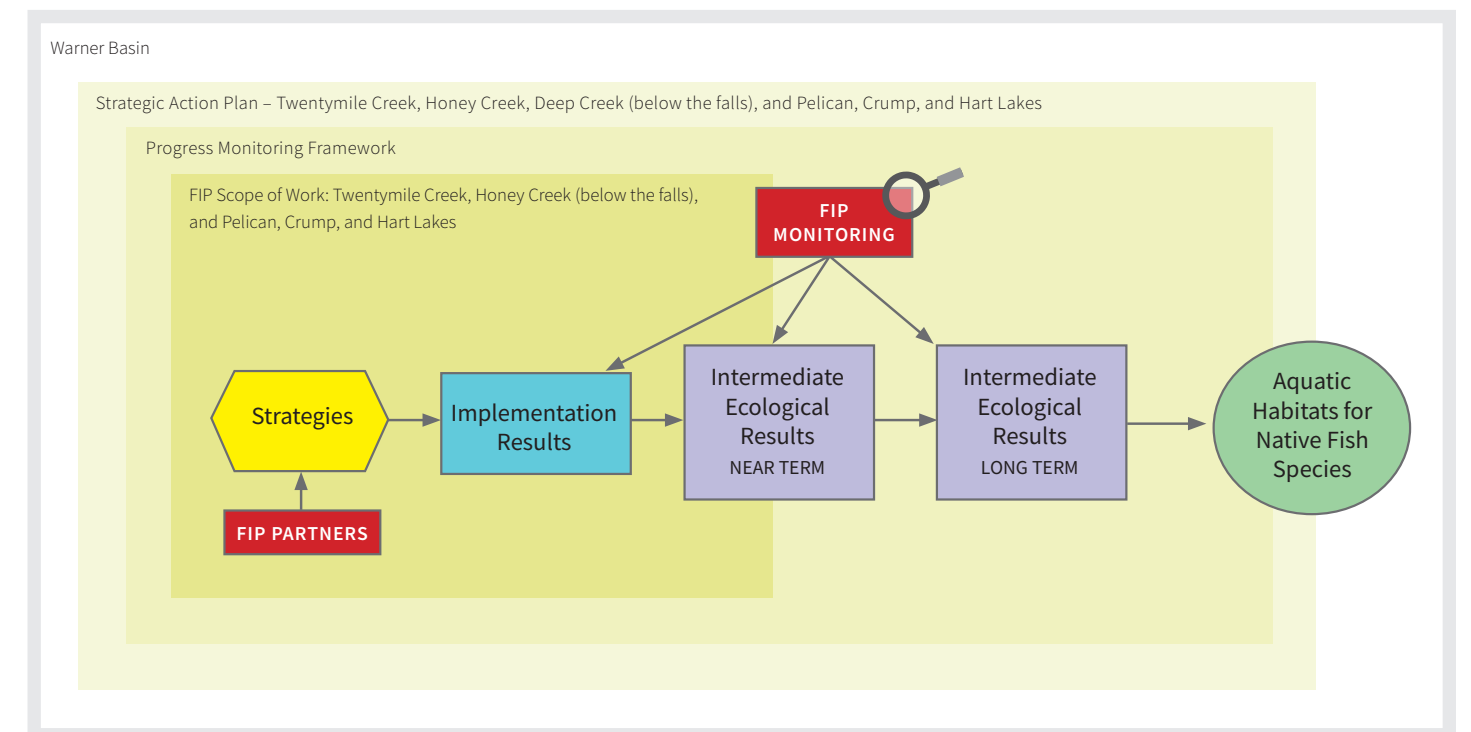 Warner Basin
Strategic Action Plan – Twentymile Creek, Honey Creek, Deep Creek (below the falls), and Pelican, Crump, and Hart Lakes
Progress Monitoring Framework
FIP Scope of Work: Twentymile Creek, Honey Creek (below the falls),
and Pelican, Crump, and Hart Lakes
FIP
MONITORING
Strategies
FIP PARTNERS
Implementation
Results
Intermediate
Ecological
Results
NEAR TERM
Intermediate
Ecological
Results
LONG TERM
Aquatic
Habitats for
Native Fish
Species